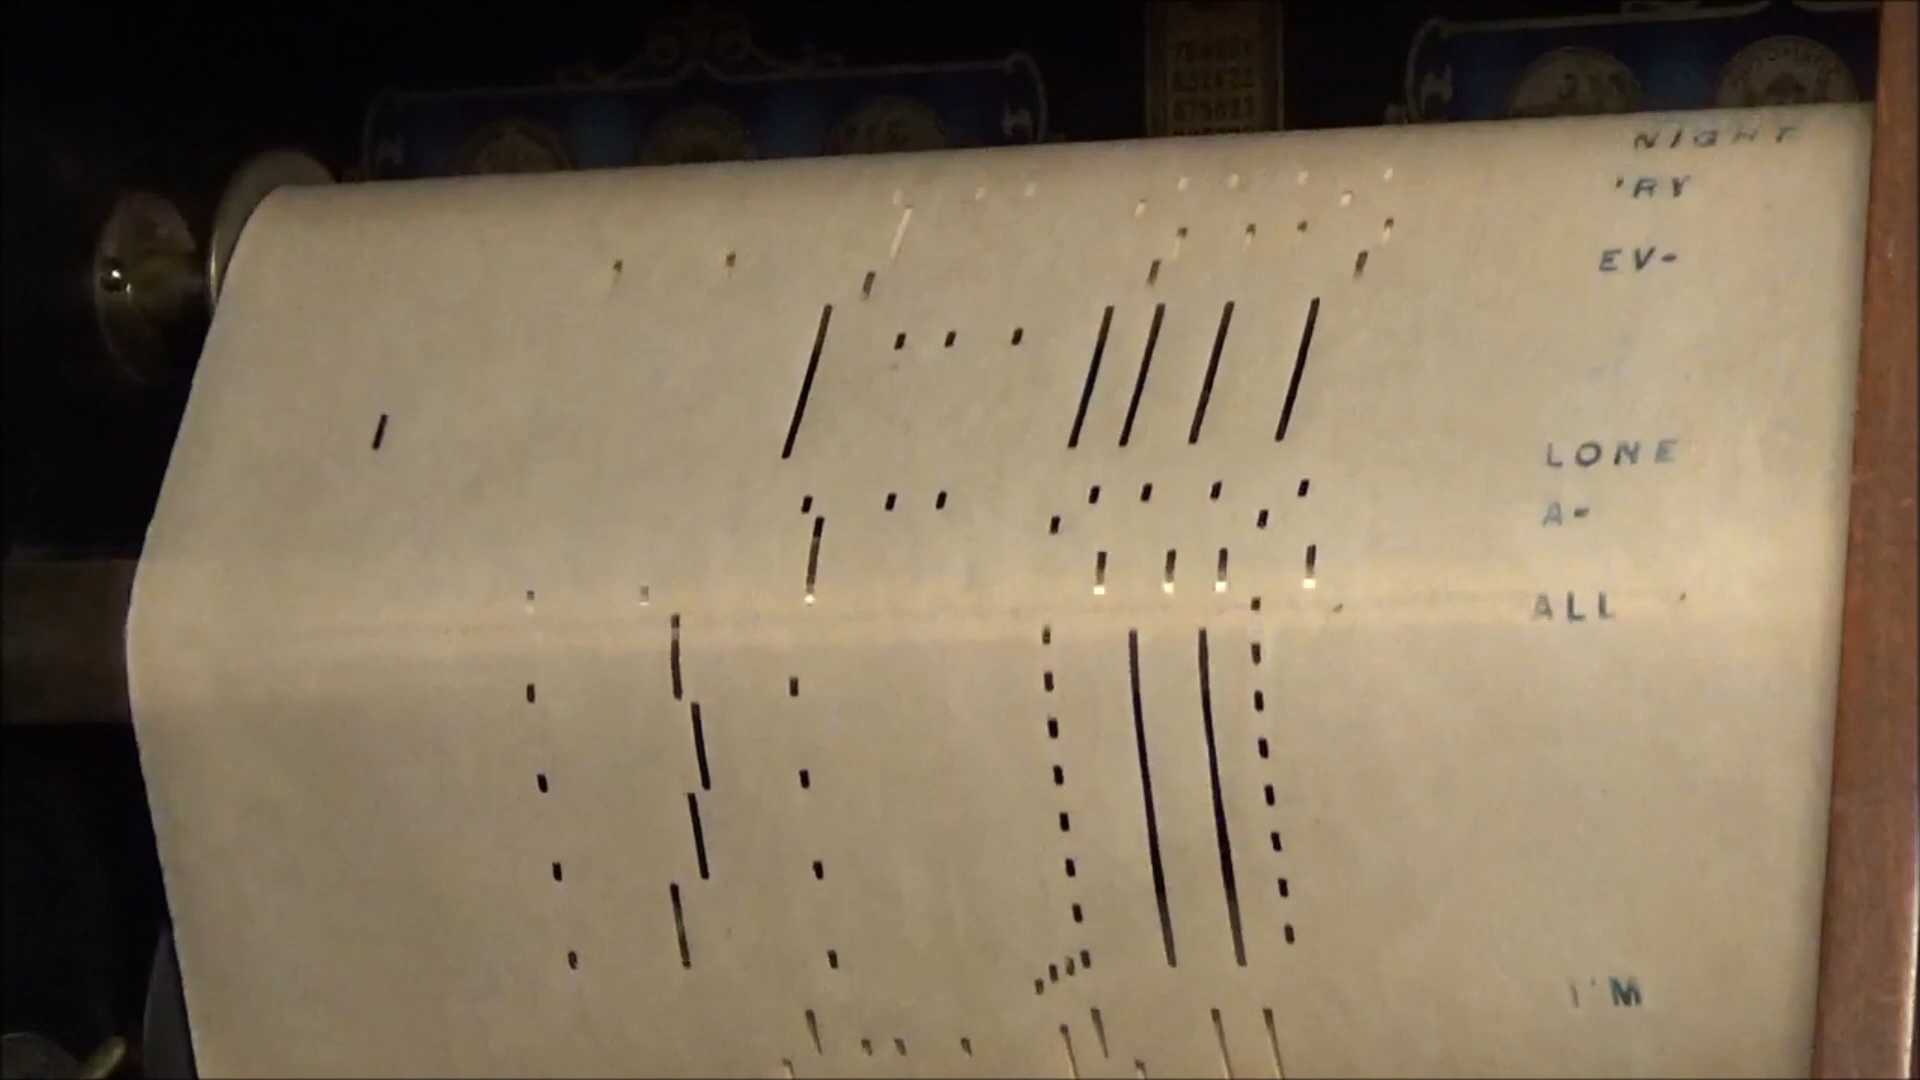 NIGHT
'RY
EV-
LONE
A-
ALL
I'M